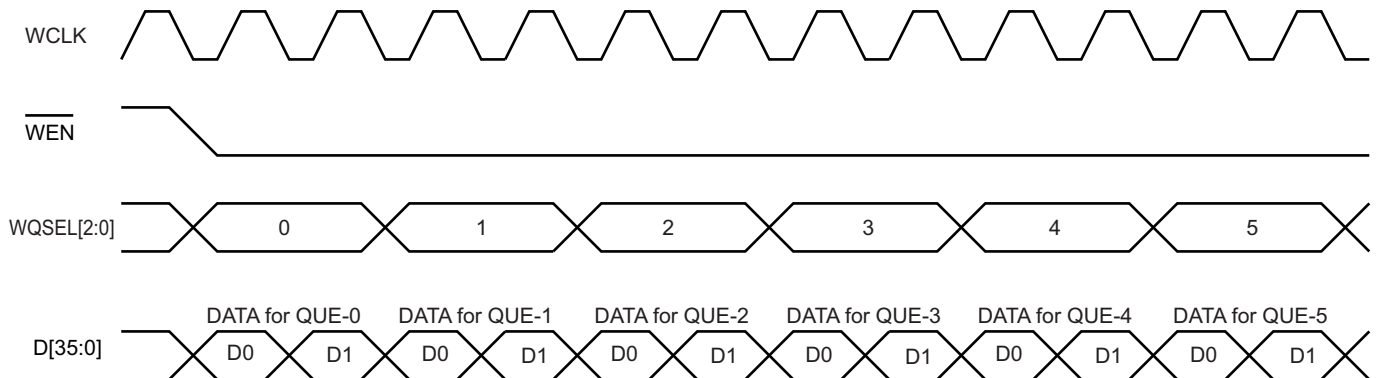 WCLK
WEN
WQSEL[2:0] 0 1 2 3 4 5
DATA for QUE-0 DATA for QUE-1 DATA for QUE-2 DATA for QUE-3 DATA for QUE-4 DATA for QUE-5
D[35:0] D0 D1 D0 D1 D0 D1 D0 D1 D0 D1 D0 D1